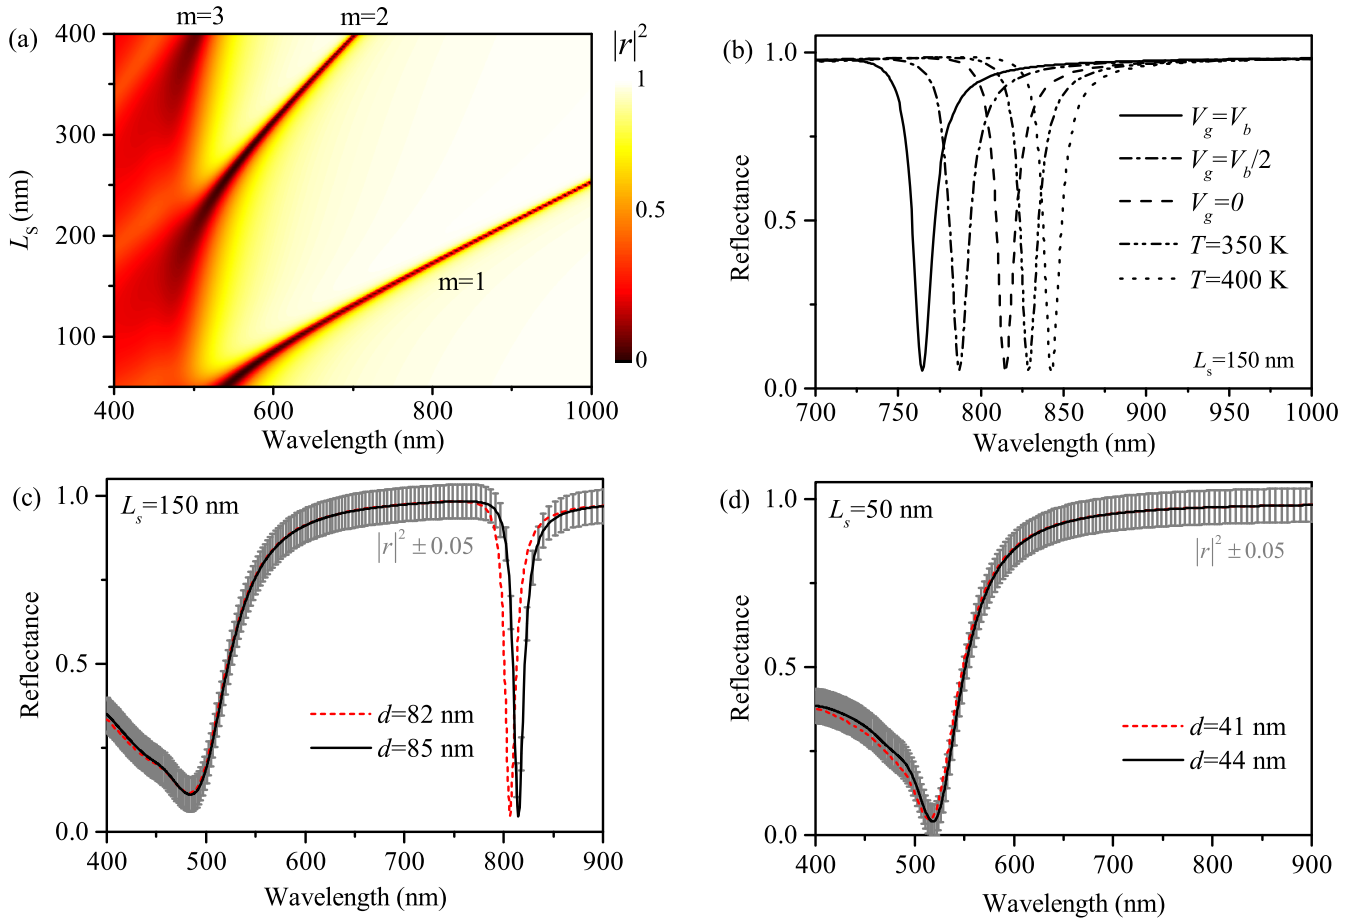 (a)
m=3
m=2
|r|²
400
300
200
100
L_s (nm)
m=1
1
0.5
0
400
600
800
1000
Wavelength (nm)
(b)
1.0
0.5
0.0
Reflectance
V_g=V_b
V_g=V_b/2
V_g=0
T=350 K
T=400 K
L_s=150 nm
700
750
800
850
900
950
1000
Wavelength (nm)
(c)
L_s=150 nm
1.0
0.5
0.0
Reflectance
|r|² ± 0.05
d=82 nm
d=85 nm
400
500
600
700
800
900
Wavelength (nm)
(d)
L_s=50 nm
1.0
0.5
0.0
Reflectance
|r|² ± 0.05
d=41 nm
d=44 nm
400
500
600
700
800
900
Wavelength (nm)